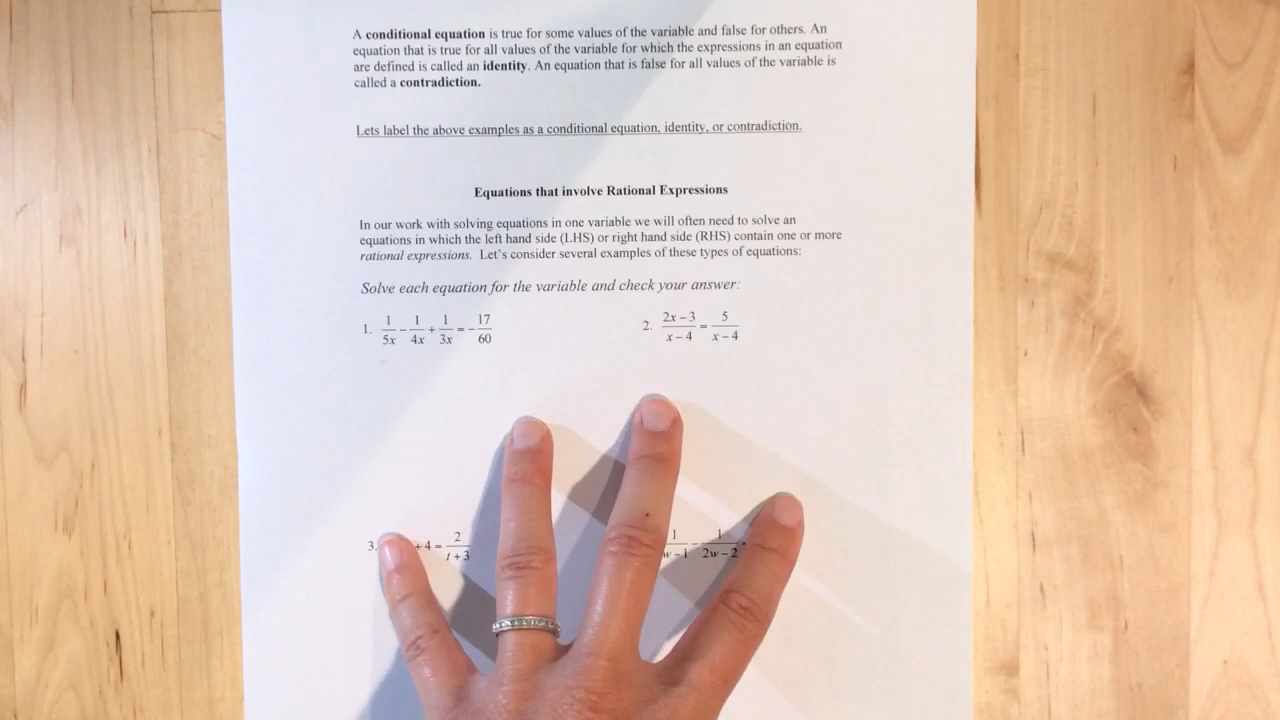 A conditional equation is true for some values of the variable and false for others. An
equation that is true for all values of the variable for which the expressions in an equation
are defined is called an identity. An equation that is false for all values of the variable is
called a contradiction.
Lets label the above examples as a conditional equation, identity, or contradiction.
Equations that involve Rational Expressions
In our work with solving equations in one variable we will often need to solve an
equations in which the left hand side (LHS) or right hand side (RHS) contain one or more
rational expressions. Let's consider several examples of these types of equations:
Solve each equation for the variable and check your answer:
1. 1/5x − 1/4x + 1/3x = −17/60
2. (2x − 3)/(x − 4) = 5/(x − 4)
3. + 4 = 2/(t + 3)
1/(w − 1) − 1/(2w − 2)